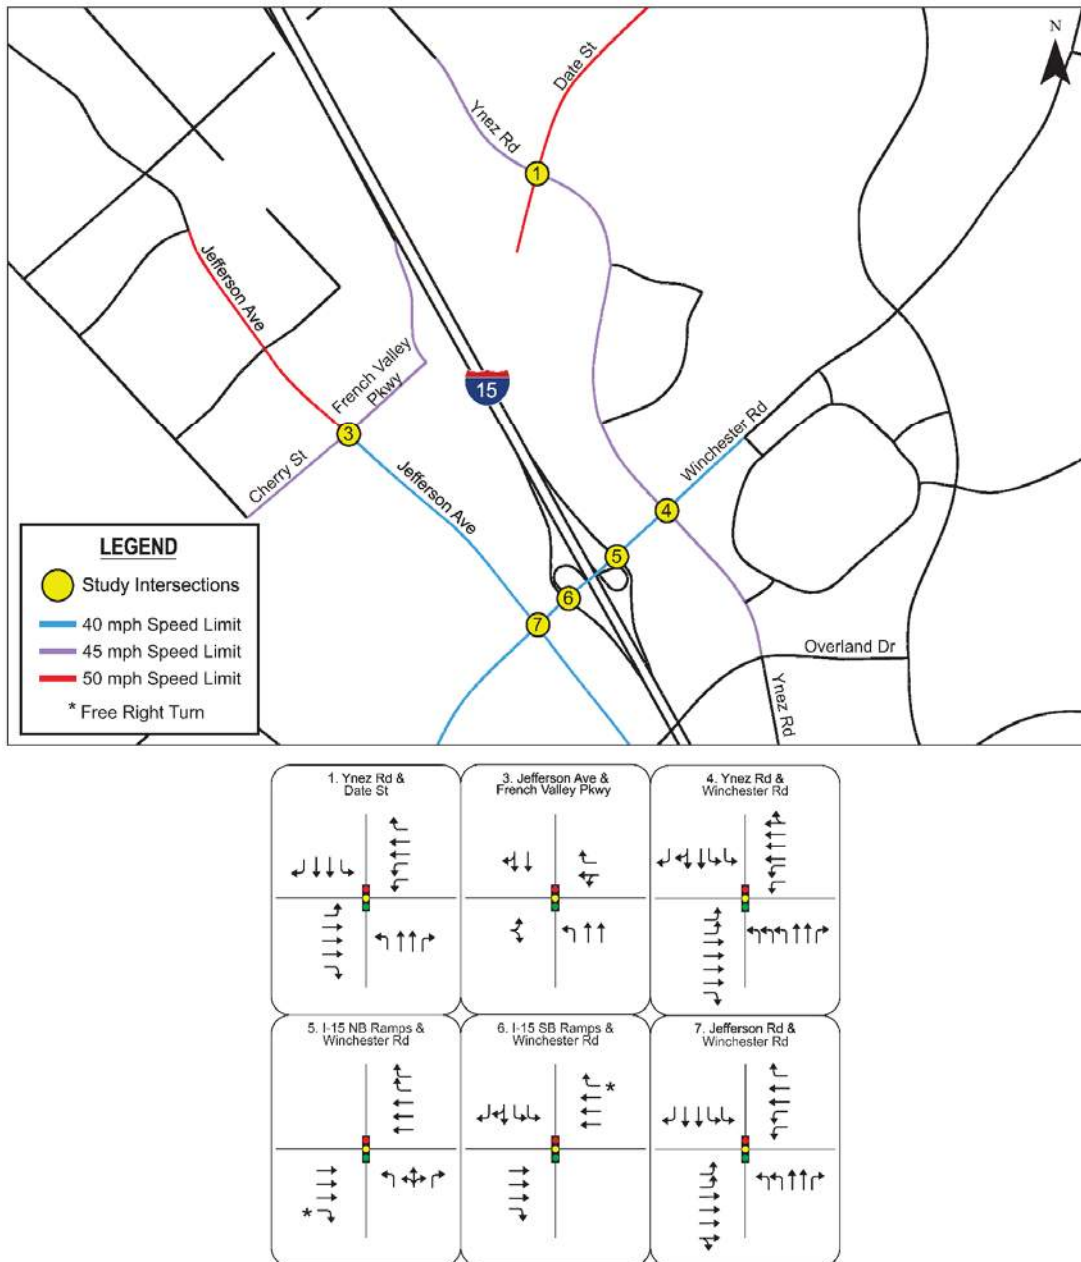 N
Date St
Ynez Rd
1
Jefferson Ave
French Valley
Pkwy
15
3
Cherry St
Jefferson Ave
Winchester Rd
4
5
6
7
Overland Dr
Ynez Rd
LEGEND
Study Intersections
40 mph Speed Limit
45 mph Speed Limit
50 mph Speed Limit
* Free Right Turn
1. Ynez Rd &
Date St
3. Jefferson Ave &
French Valley Pkwy
4. Ynez Rd &
Winchester Rd
5. I-15 NB Ramps &
Winchester Rd
*
6. I-15 SB Ramps &
Winchester Rd
*
7. Jefferson Rd &
Winchester Rd